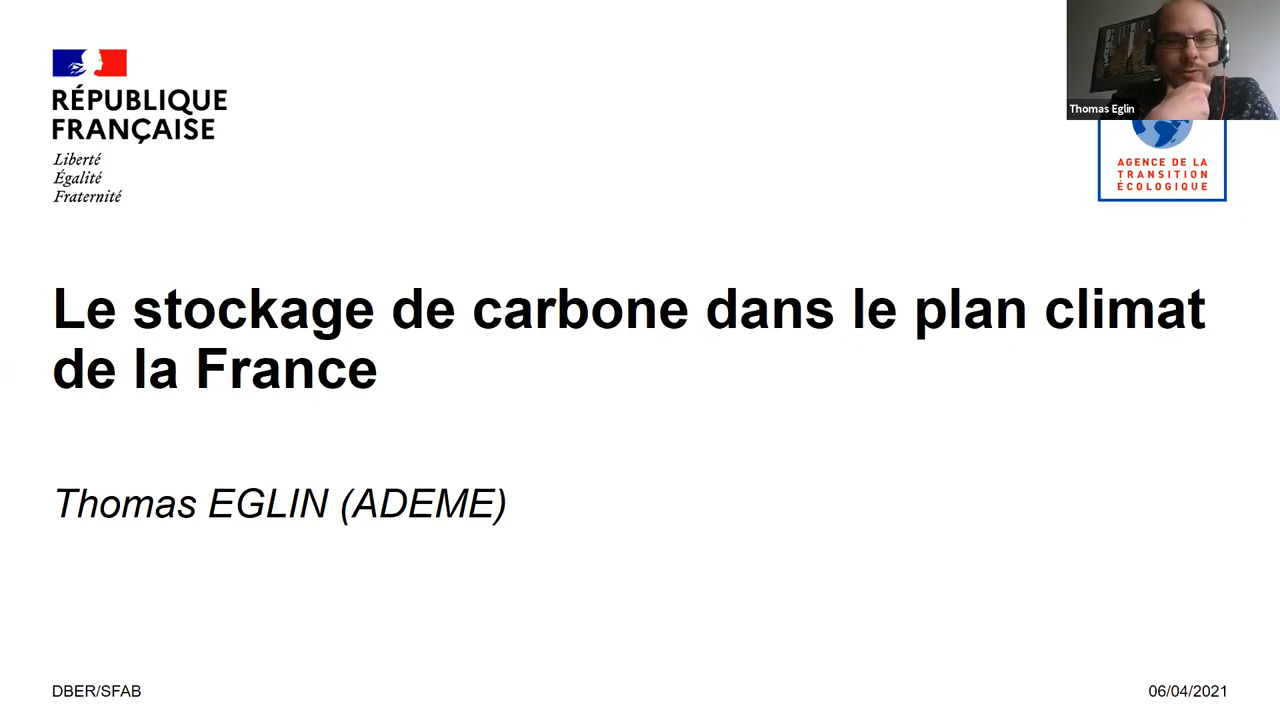 RÉPUBLIQUE
FRANÇAISE
Liberté
Égalité
Fraternité
Thomas Eglin
AGENCE DE LA
TRANSITION
ÉCOLOGIQUE
Le stockage de carbone dans le plan climat
de la France
Thomas EGLIN (ADEME)
DBER/SFAB
06/04/2021